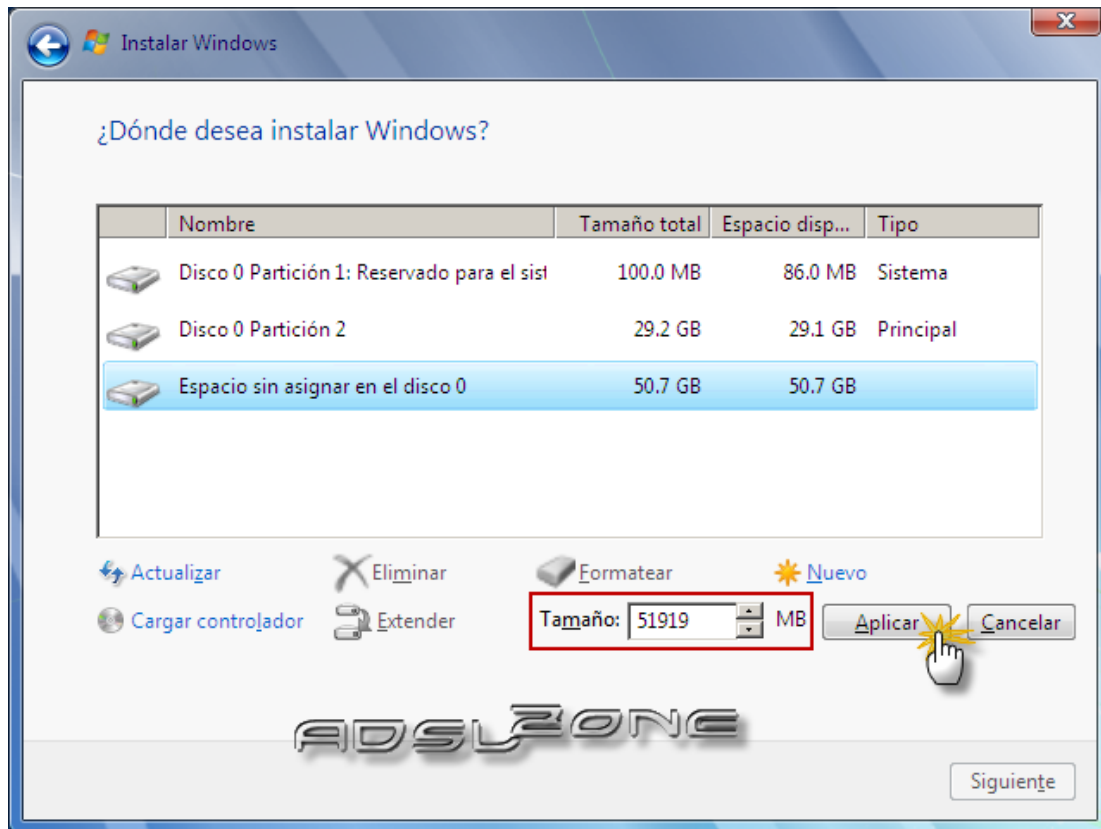 Instalar Windows
¿Dónde desea instalar Windows?
Nombre Tamaño total Espacio disp... Tipo
Disco 0 Partición 1: Reservado para el sist 100.0 MB 86.0 MB Sistema
Disco 0 Partición 2 29.2 GB 29.1 GB Principal
Espacio sin asignar en el disco 0 50.7 GB 50.7 GB
Actualizar Eliminar Formatear Nuevo
Cargar controlador Extender Tamaño: 51919 MB Aplicar Cancelar
ADSLZONE
Siguiente